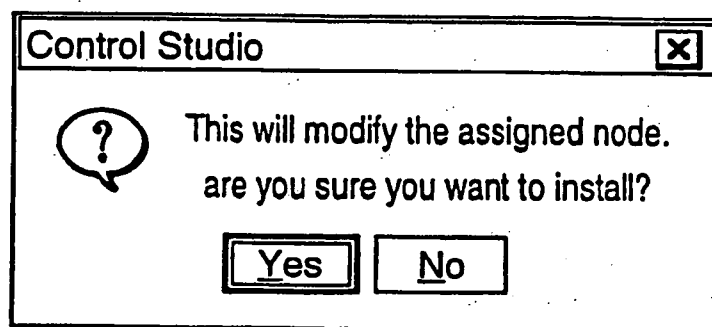 Control Studio
This will modify the assigned node.
are you sure you want to install?
Yes No